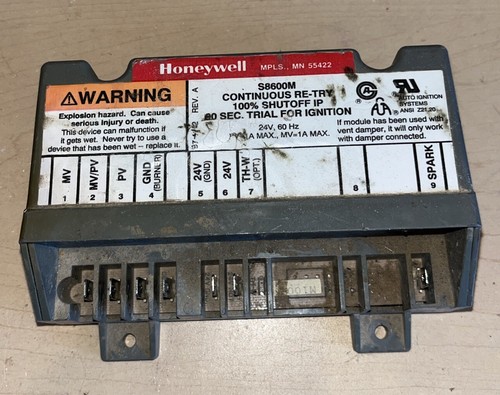 Honeywell MPLS., MN 55422
WARNING
Explosion hazard. Can cause
serious injury or death.
This device can malfunction if
it gets wet. Never try to use a
device that has been wet – replace it.
REV. A
S8600M
CONTINUOUS RE-TRY
100% SHUTOFF IP
90 SEC. TRIAL FOR IGNITION
24V, 60 Hz
MAX., MV=1A MAX.
AUTO IGNITION
SYSTEMS
ANSI Z21.20
If module has been used with
vent damper, it will only work
with damper connected.
MV
1
MV/PV
2
PV
3
GND
(BURNER)
4
24V
(GND)
5
24V
6
TH-W
(OPT.)
7
8
SPARK
9